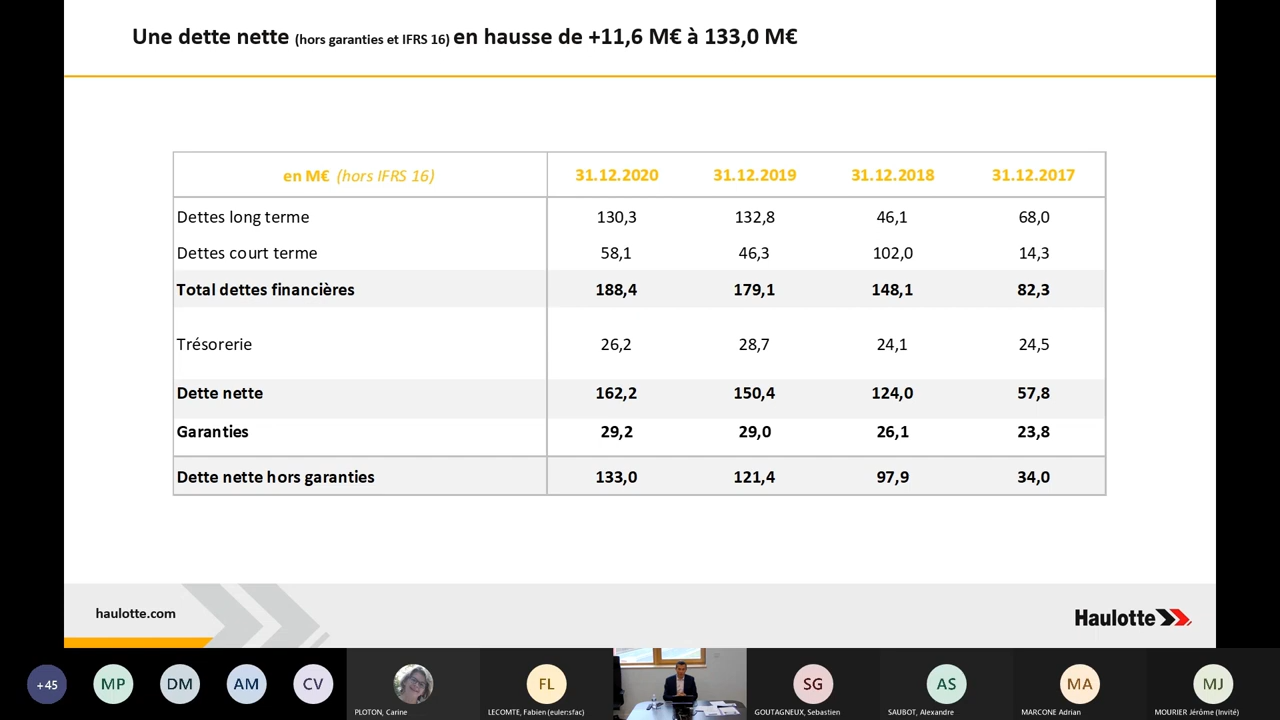 Une dette nette (hors garanties et IFRS 16) en hausse de +11,6 M€ à 133,0 M€
en M€ (hors IFRS 16) 31.12.2020 31.12.2019 31.12.2018 31.12.2017
Dettes long terme 130,3 132,8 46,1 68,0
Dettes court terme 58,1 46,3 102,0 14,3
Total dettes financières 188,4 179,1 148,1 82,3
Trésorerie 26,2 28,7 24,1 24,5
Dette nette 162,2 150,4 124,0 57,8
Garanties 29,2 29,0 26,1 23,8
Dette nette hors garanties 133,0 121,4 97,9 34,0
haulotte.com
Haulotte
+45 MP DM AM CV FL SG AS MA MJ
PLOTON, Carine LECOMTE, Fabien (euler:sfac) GOUTAGNEUX, Sebastien SAUBOT, Alexandre MARCONE Adrian MOURIER Jérôme (Invité)